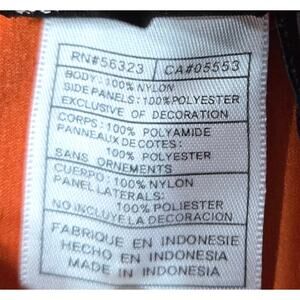 RN#56323 CA#05553
BODY: 100% NYLON
SIDE PANELS: 100% POLYESTER
EXCLUSIVE OF DECORATION
CORPS: 100% POLYAMIDE
PANNEAUX DE COTES:
100% POLYESTER
SANS ORNEMENTS
CUERPO: 100% NYLON
PANEL LATERALS:
100% POLIESTER
NO INCLUYE LA DECORACION
FABRIQUE EN INDONESIE
HECHO EN INDONESIA
MADE IN INDONESIA